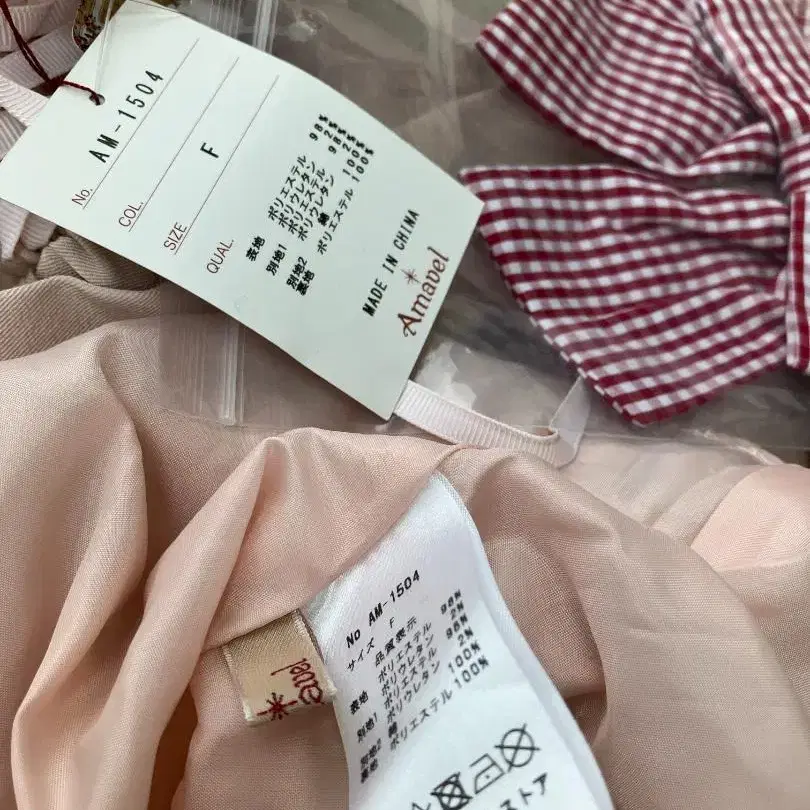 No. AM-1504
COL.
SIZE F
QUAL.
表地 ポリエステル 98%
ポリウレタン 2%
別地1 ポリエステル 98%
ポリウレタン 2%
別地2 綿 100%
裏地 ポリエステル 100%
MADE IN CHINA
Amavel
No AM-1504
サイズ F
品質表示
表地 ポリエステル 98%
ポリウレタン 2%
別地1 ポリエステル 98%
ポリウレタン 2%
別地2 綿 100%
裏地 ポリエステル 100%
ストア